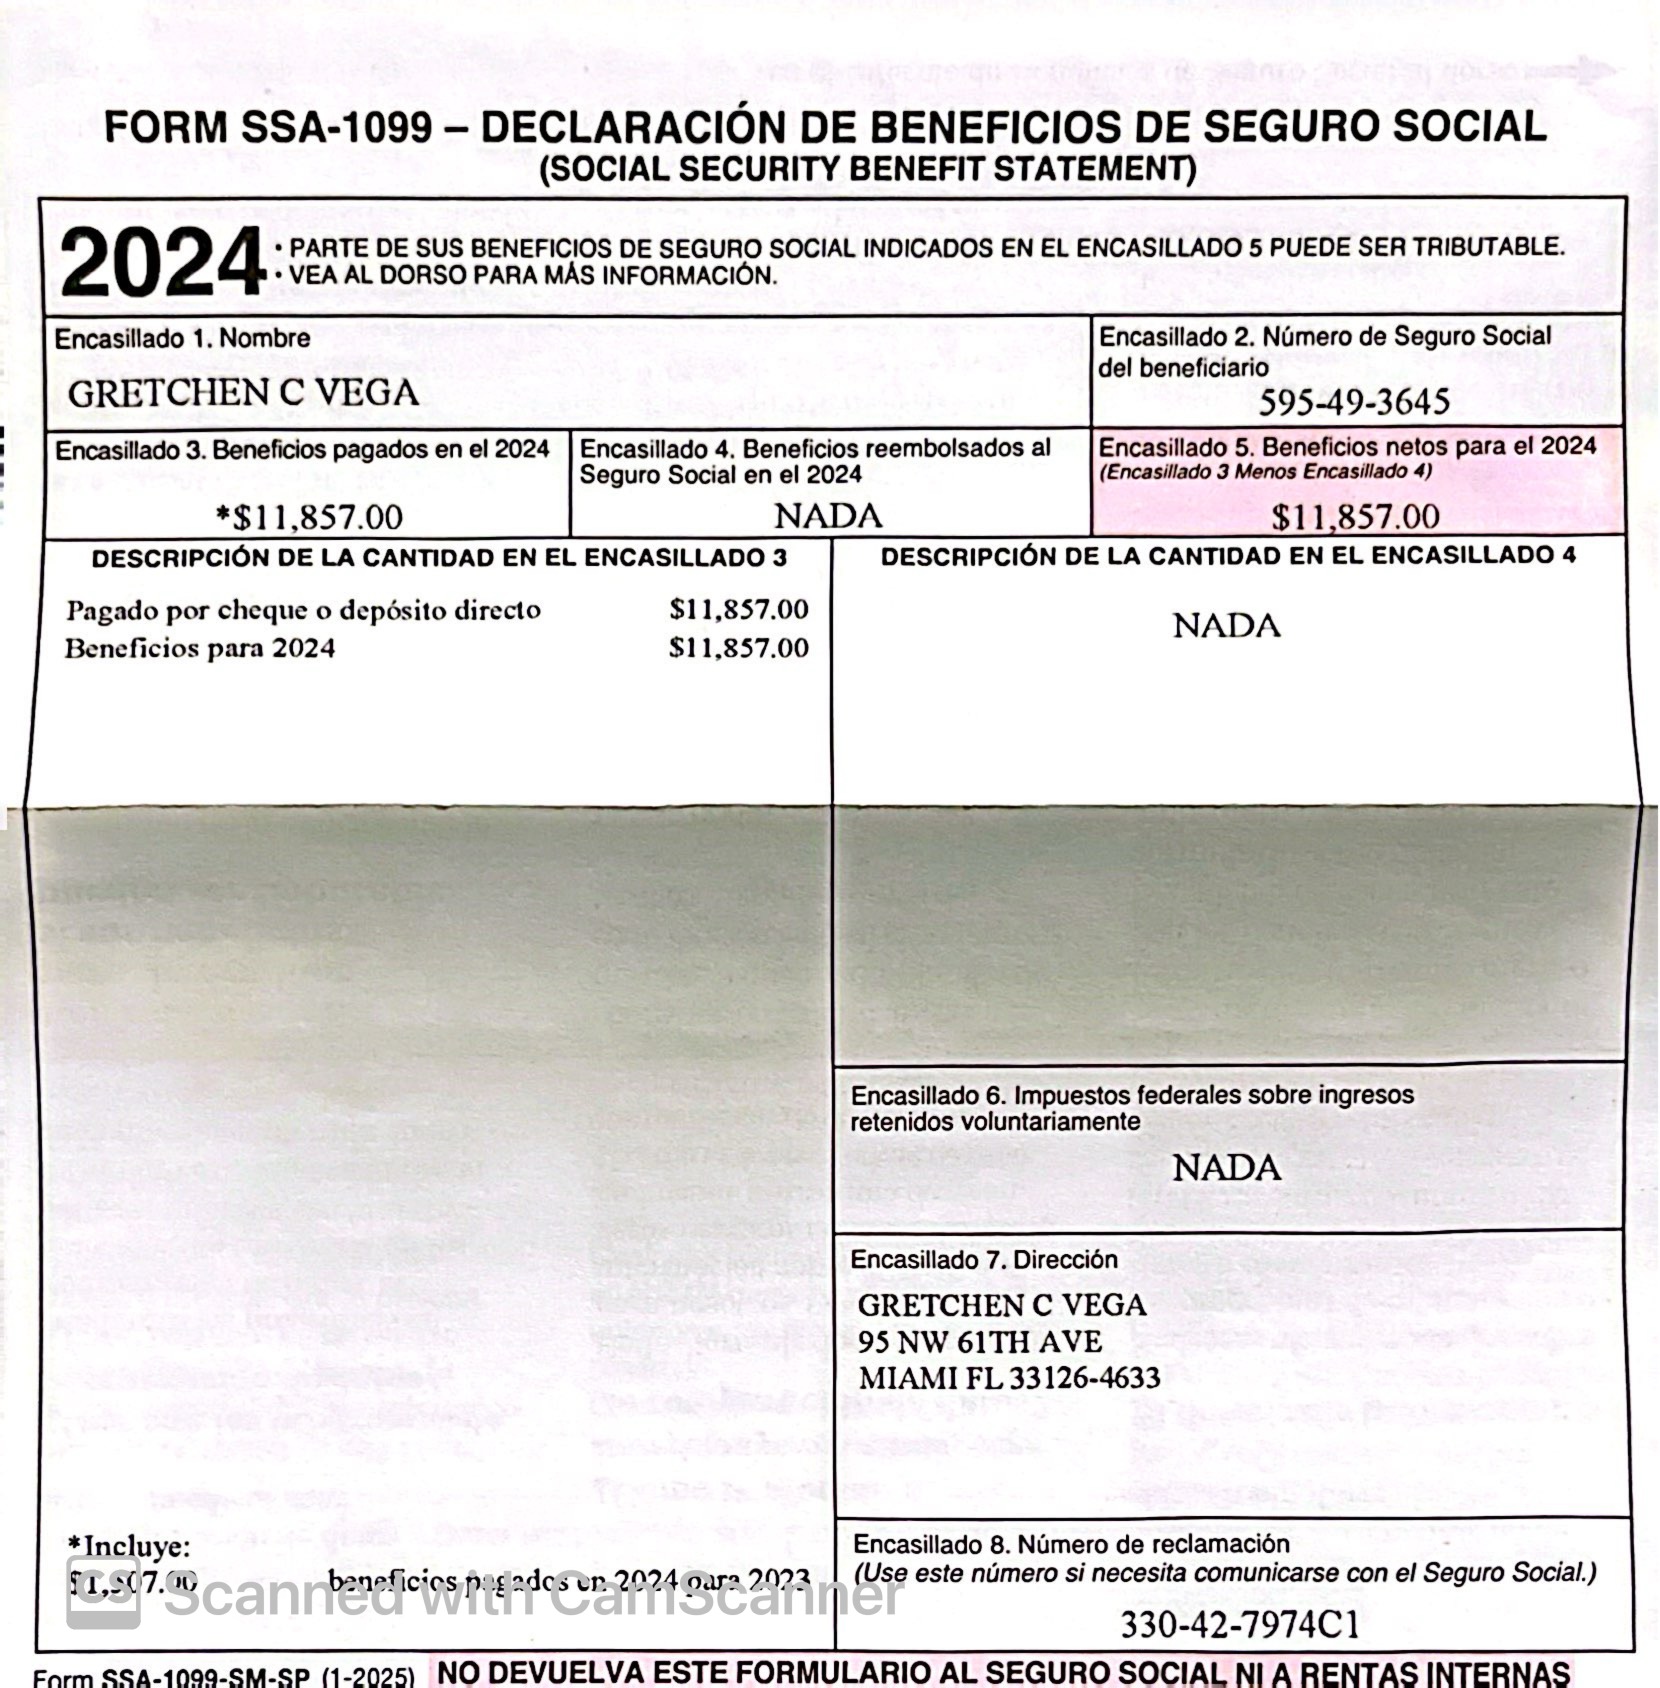 FORM SSA-1099 – DECLARACIÓN DE BENEFICIOS DE SEGURO SOCIAL
(SOCIAL SECURITY BENEFIT STATEMENT)
2024
• PARTE DE SUS BENEFICIOS DE SEGURO SOCIAL INDICADOS EN EL ENCASILLADO 5 PUEDE SER TRIBUTABLE.
• VEA AL DORSO PARA MÁS INFORMACIÓN.
Encasillado 1. Nombre
GRETCHEN C VEGA
Encasillado 2. Número de Seguro Social
del beneficiario
595-49-3645
Encasillado 3. Beneficios pagados en el 2024
*$11,857.00
Encasillado 4. Beneficios reembolsados al
Seguro Social en el 2024
NADA
Encasillado 5. Beneficios netos para el 2024
(Encasillado 3 Menos Encasillado 4)
$11,857.00
DESCRIPCIÓN DE LA CANTIDAD EN EL ENCASILLADO 3
Pagado por cheque o depósito directo $11,857.00
Beneficios para 2024 $11,857.00
DESCRIPCIÓN DE LA CANTIDAD EN EL ENCASILLADO 4
NADA
Encasillado 6. Impuestos federales sobre ingresos
retenidos voluntariamente
NADA
Encasillado 7. Dirección
GRETCHEN C VEGA
95 NW 61TH AVE
MIAMI FL 33126-4633
*Incluye:
beneficios pagados en 2024 para 2023
CS Scanned with CamScanner
Encasillado 8. Número de reclamación
(Use este número si necesita comunicarse con el Seguro Social.)
330-42-7974C1
Form SSA-1099-SM-SP (1-2025)
NO DEVUELVA ESTE FORMULARIO AL SEGURO SOCIAL NI A RENTAS INTERNAS